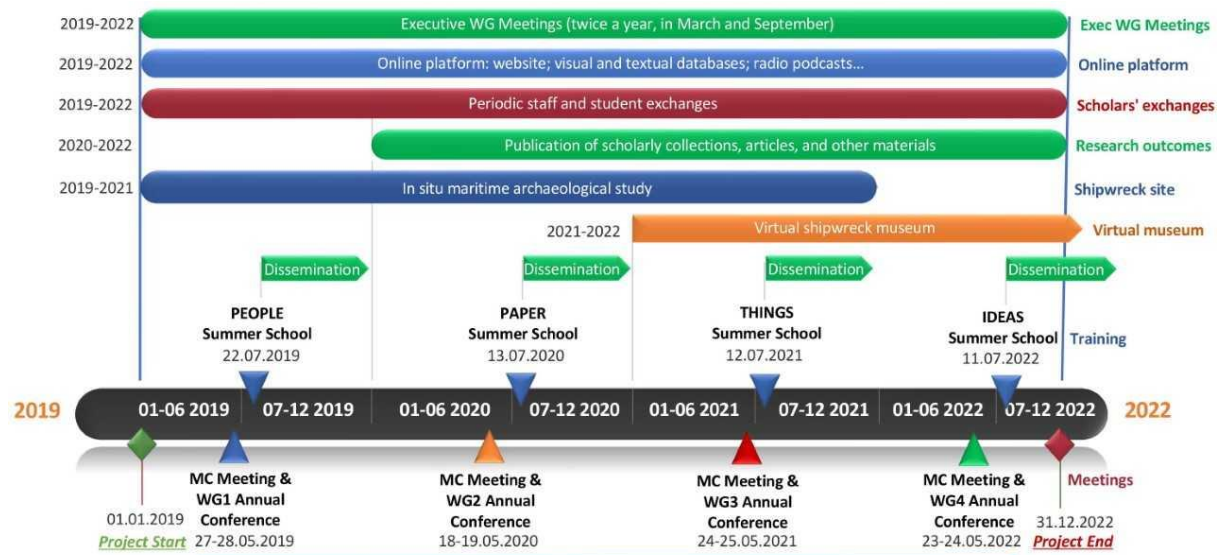 2019-2022 Executive WG Meetings (twice a year, in March and September) Exec WG Meetings
2019-2022 Online platform: website; visual and textual databases; radio podcasts... Online platform
2019-2022 Periodic staff and student exchanges Scholars' exchanges
2020-2022 Publication of scholarly collections, articles, and other materials Research outcomes
2019-2021 In situ maritime archaeological study Shipwreck site
2021-2022 Virtual shipwreck museum Virtual museum
Dissemination Dissemination Dissemination Dissemination
PEOPLE
Summer School
22.07.2019
PAPER
Summer School
13.07.2020
THINGS
Summer School
12.07.2021
IDEAS
Summer School
11.07.2022
Training
2019 01-06 2019 07-12 2019 01-06 2020 07-12 2020 01-06 2021 07-12 2021 01-06 2022 07-12 2022 2022
01.01.2019
Project Start
MC Meeting &
WG1 Annual
Conference
27-28.05.2019
MC Meeting &
WG2 Annual
Conference
18-19.05.2020
MC Meeting &
WG3 Annual
Conference
24-25.05.2021
MC Meeting &
WG4 Annual
Conference
23-24.05.2022
Meetings
31.12.2022
Project End